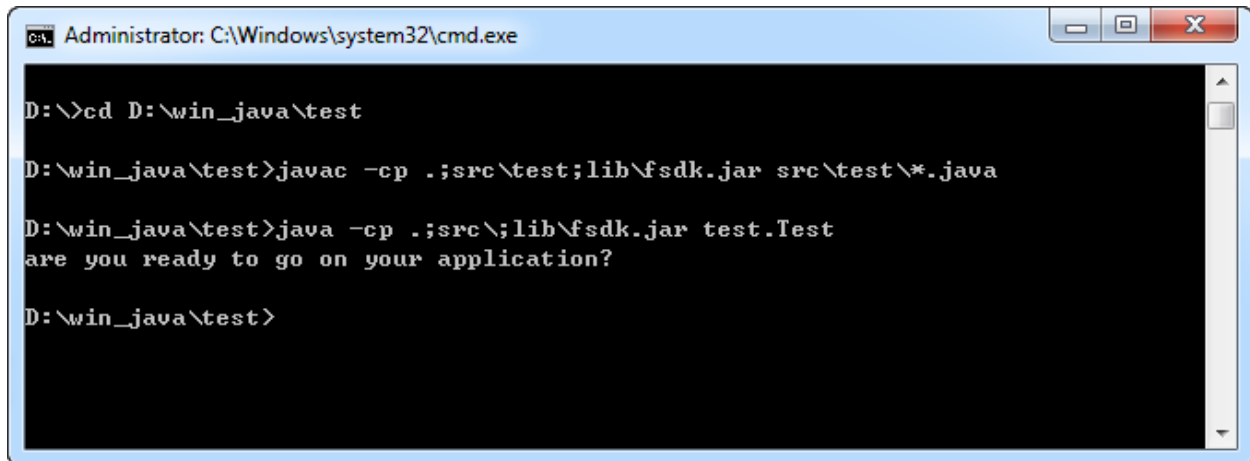 Administrator: C:\Windows\system32\cmd.exe
D:\>cd D:\win_java\test
D:\win_java\test>javac -cp .;src\test;lib\fsdk.jar src\test\*.java
D:\win_java\test>java -cp .;src\;lib\fsdk.jar test.Test
are you ready to go on your application?
D:\win_java\test>